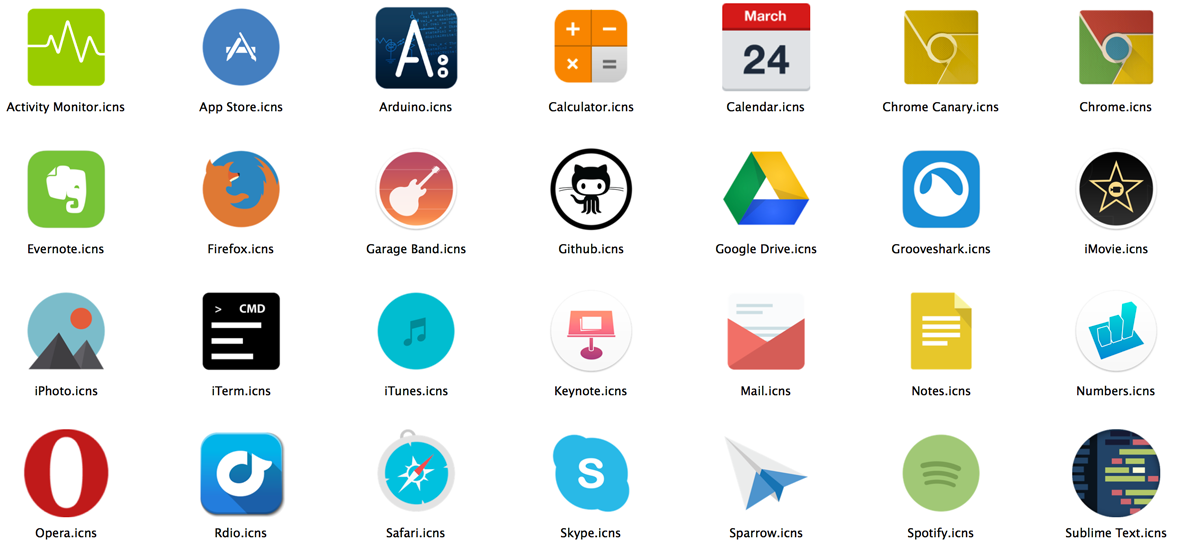 March
24
Activity Monitor.icns
App Store.icns
Arduino.icns
Calculator.icns
Calendar.icns
Chrome Canary.icns
Chrome.icns
Evernote.icns
Firefox.icns
Garage Band.icns
Github.icns
Google Drive.icns
Grooveshark.icns
iMovie.icns
> CMD
iPhoto.icns
iTerm.icns
iTunes.icns
Keynote.icns
Mail.icns
Notes.icns
Numbers.icns
S
Opera.icns
Rdio.icns
Safari.icns
Skype.icns
Sparrow.icns
Spotify.icns
Sublime Text.icns